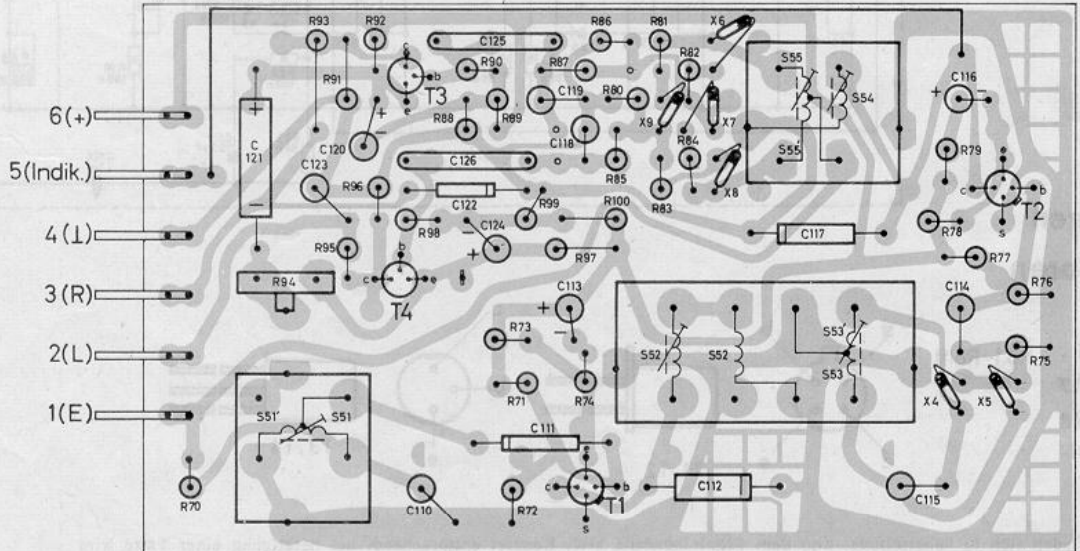 R93 R92 R86 R81 X6
C125
R90 R87 R82 S55 C116
e T3 b e
R91 C119 R80 S54 + -
6(+) + R88 R89 X9 X7
C 121 + - C118 R84 S55' R79
C120 C126 R85 e
5(Indik.) C123 R96 C122 X8 c b T2
R99 R83 s
- R98 C124 R100 R78
4(⊥) R95 b - + R97 C117 R77
R94 c e
3(R) T4 C113 + - C114 R76
R73 S53'
2(L) S52 S52 S53 R75
1(E) S51' S51 R71 R74 X4 X5
C111
e
R70 C110 R72 c b T1 C112 C115
s